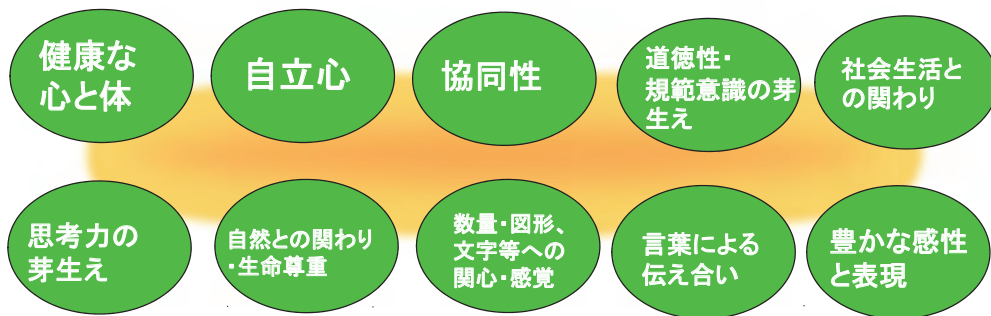 健康な
心と体
自立心
協同性
道徳性・
規範意識の芽
生え
社会生活と
の関わり
思考力の
芽生え
自然との関わり
・生命尊重
数量・図形、
文字等への
関心・感覚
言葉による
伝え合い
豊かな感性
と表現